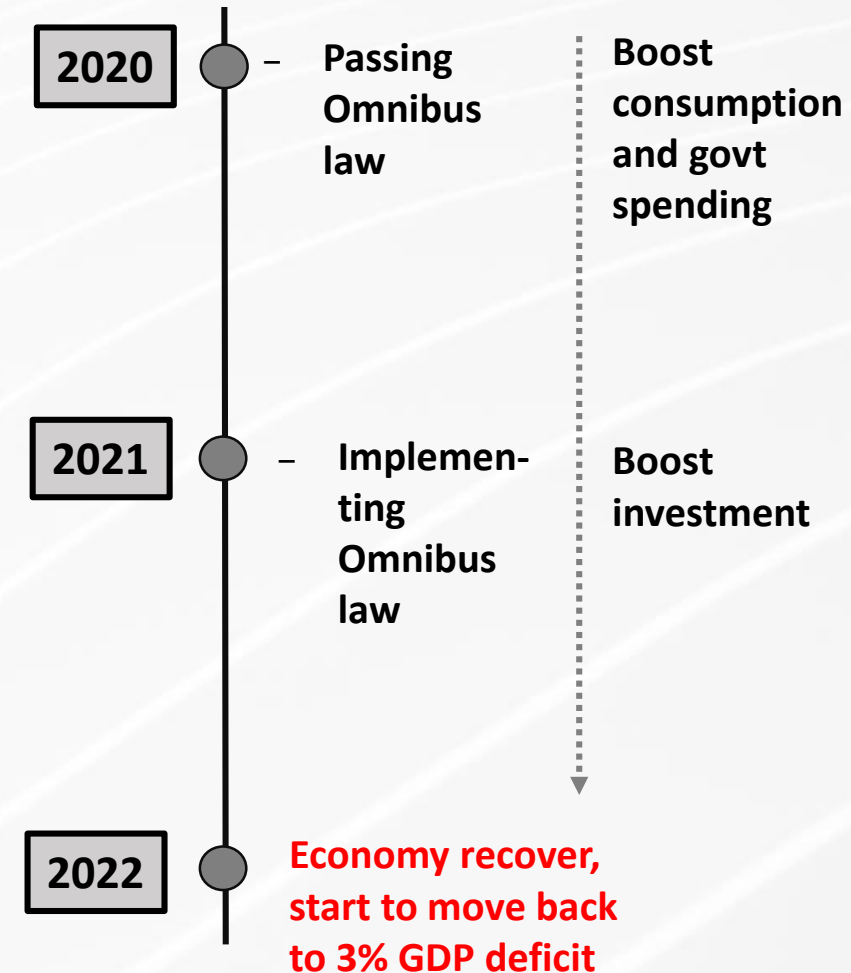 2020
– Passing
Omnibus
law
Boost
consumption
and govt
spending
2021
– Implemen-
ting
Omnibus
law
Boost
investment
2022
Economy recover,
start to move back
to 3% GDP deficit